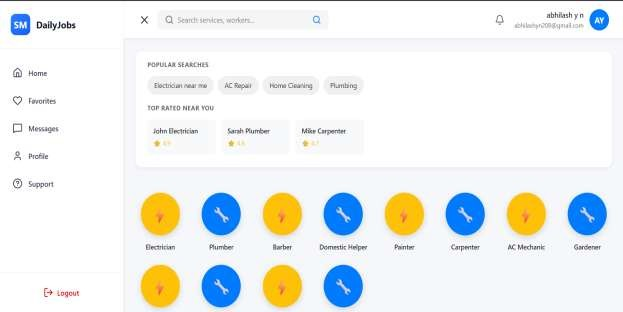 SM DailyJobs
Search services, workers...
abhilash y n
abhilashyn208@gmail.com
AY
Home
Favorites
Messages
Profile
Support
Logout
POPULAR SEARCHES
Electrician near me AC Repair Home Cleaning Plumbing
TOP RATED NEAR YOU
John Electrician Sarah Plumber Mike Carpenter
4.9 4.8 4.7
Electrician Plumber Barber Domestic Helper Painter Carpenter AC Mechanic Gardener